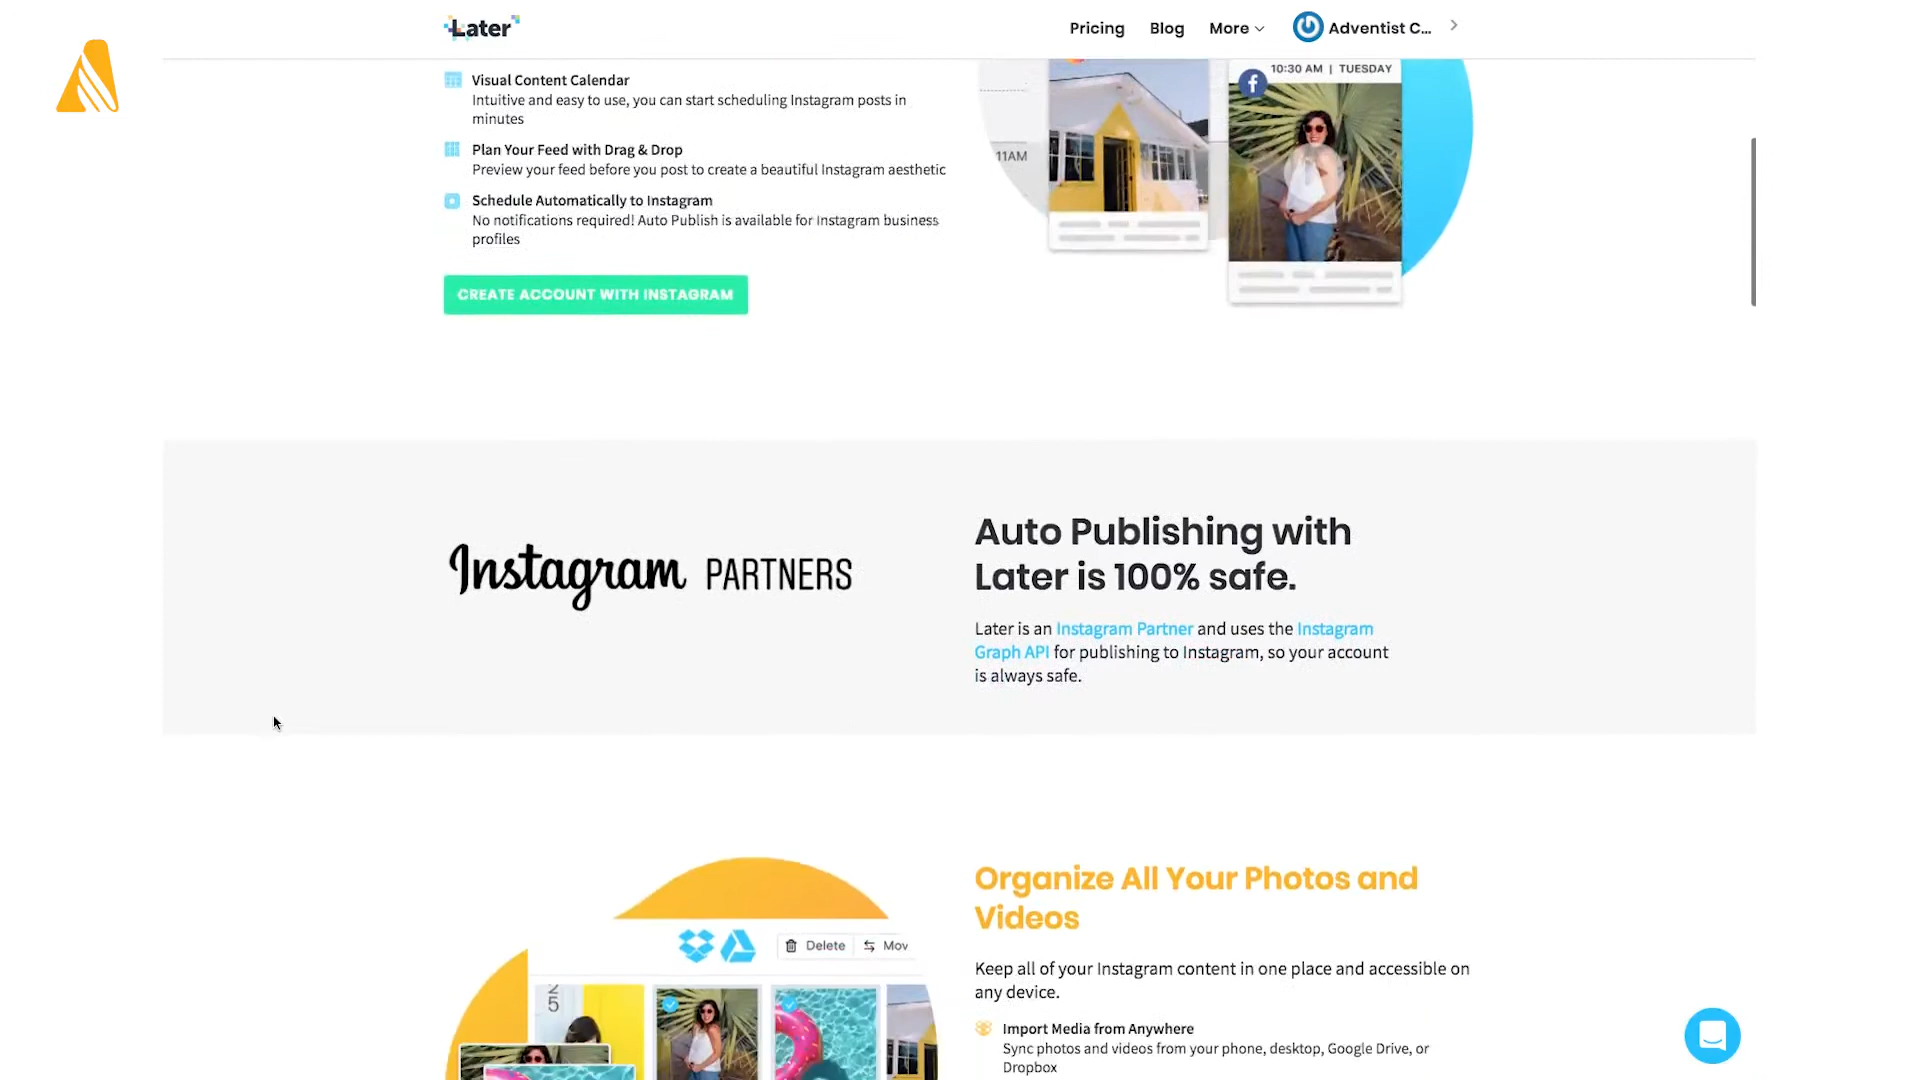 Later
Pricing
Blog
More
Adventist C...
Visual Content Calendar
Intuitive and easy to use, you can start scheduling Instagram posts in
minutes
Plan Your Feed with Drag & Drop
Preview your feed before you post to create a beautiful Instagram aesthetic
Schedule Automatically to Instagram
No notifications required! Auto Publish is available for Instagram business
profiles
CREATE ACCOUNT WITH INSTAGRAM
11AM
10:30 AM | TUESDAY
Instagram PARTNERS
Auto Publishing with
Later is 100% safe.
Later is an Instagram Partner and uses the Instagram
Graph API for publishing to Instagram, so your account
is always safe.
Delete
Mov
25
Organize All Your Photos and
Videos
Keep all of your Instagram content in one place and accessible on
any device.
Import Media from Anywhere
Sync photos and videos from your phone, desktop, Google Drive, or
Dropbox